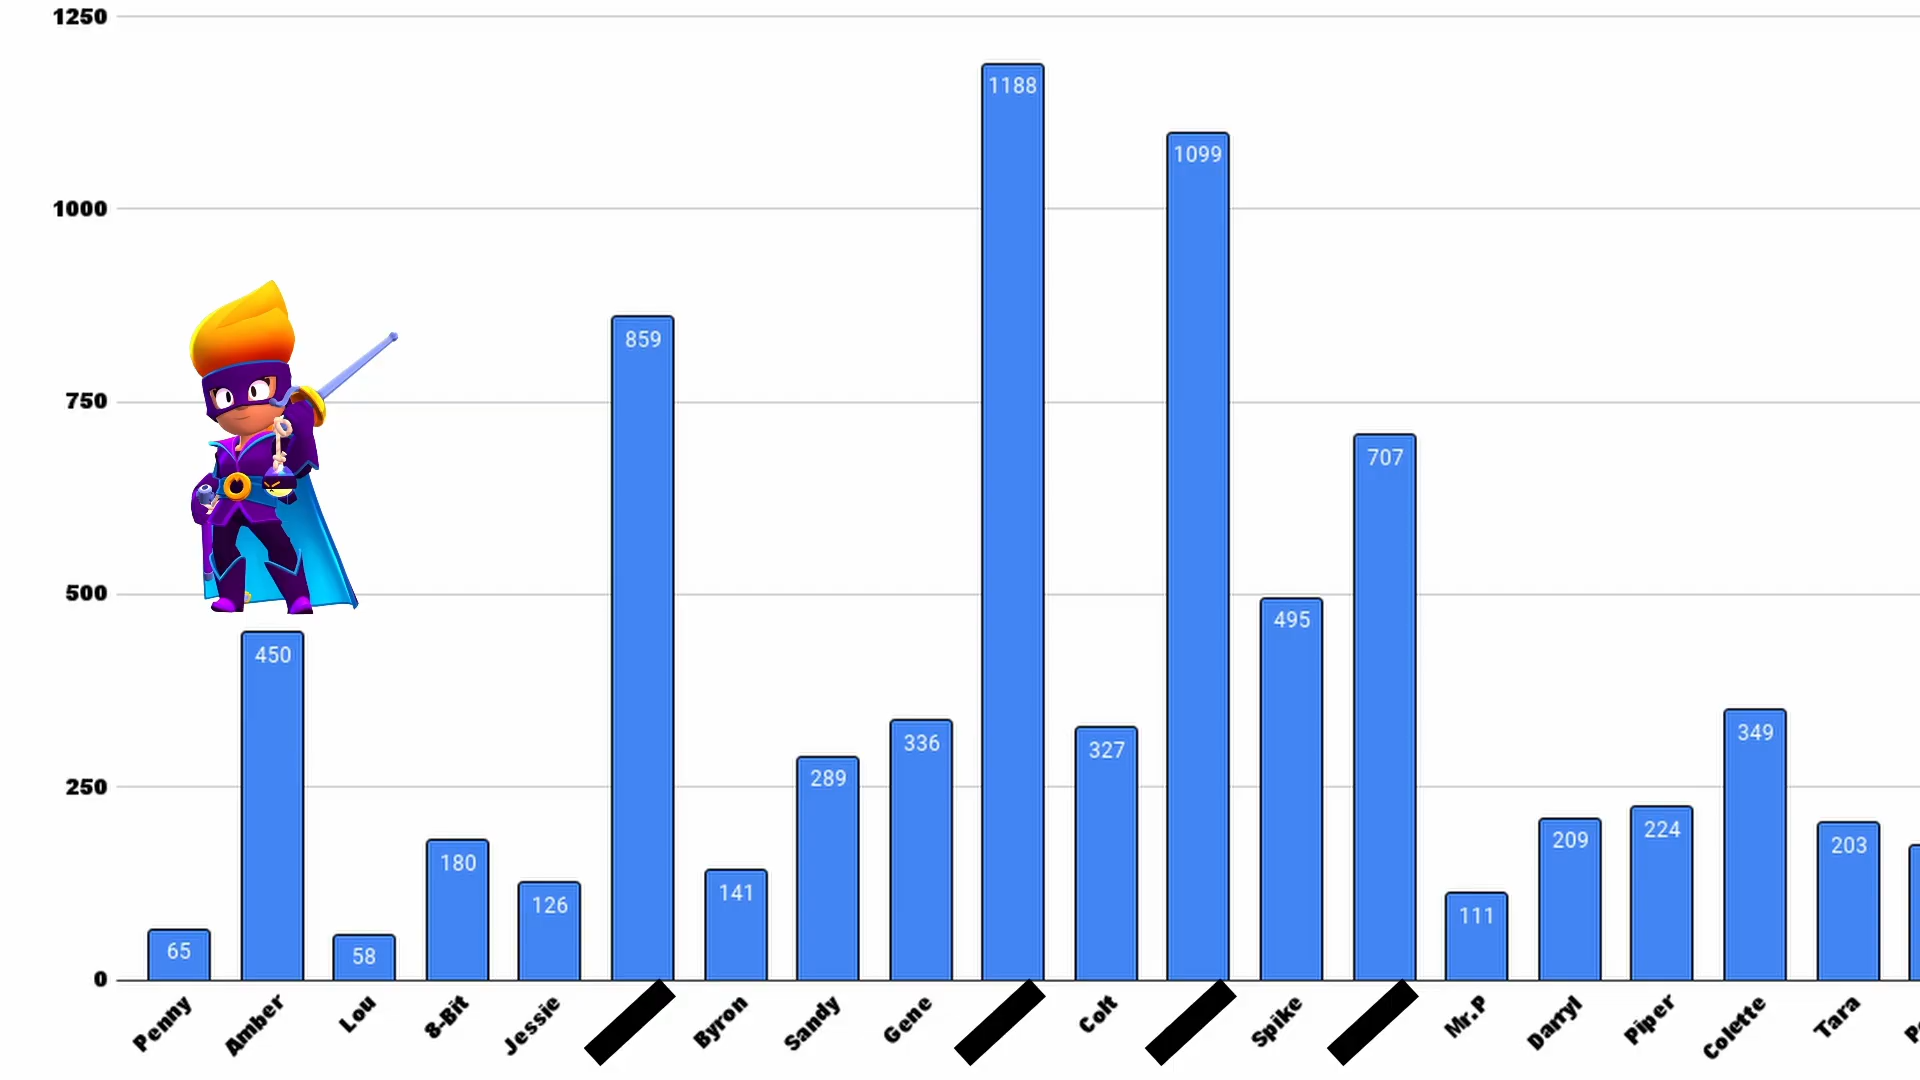 1250
1000
750
500
250
0
65
450
58
180
126
859
141
289
336
1188
327
1099
495
707
111
209
224
349
203
Penny
Amber
Lou
8-Bit
Jessie
Byron
Sandy
Gene
Colt
Spike
Mr.P
Darryl
Piper
Colette
Tara